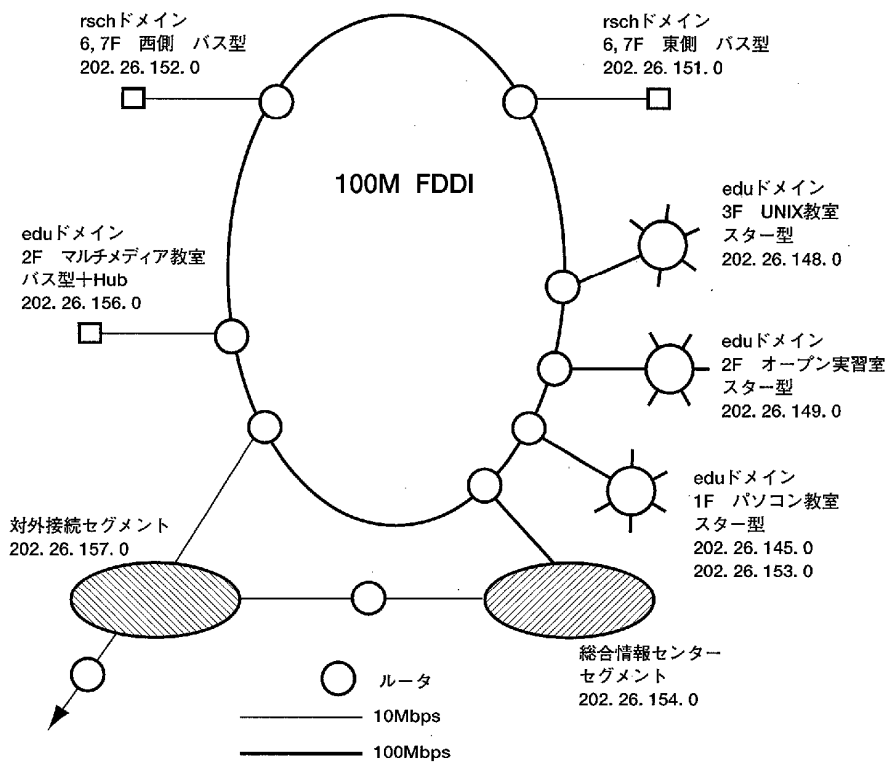 rschドメイン
6, 7F 西側 バス型
202. 26. 152. 0
rschドメイン
6, 7F 東側 バス型
202. 26. 151. 0
100M FDDI
eduドメイン
3F UNIX教室
スター型
202. 26. 148. 0
eduドメイン
2F マルチメディア教室
バス型+Hub
202. 26. 156. 0
eduドメイン
2F オープン実習室
スター型
202. 26. 149. 0
eduドメイン
1F パソコン教室
スター型
202. 26. 145. 0
202. 26. 153. 0
対外接続セグメント
202. 26. 157. 0
総合情報センター
セグメント
202. 26. 154. 0
ルータ
10Mbps
100Mbps